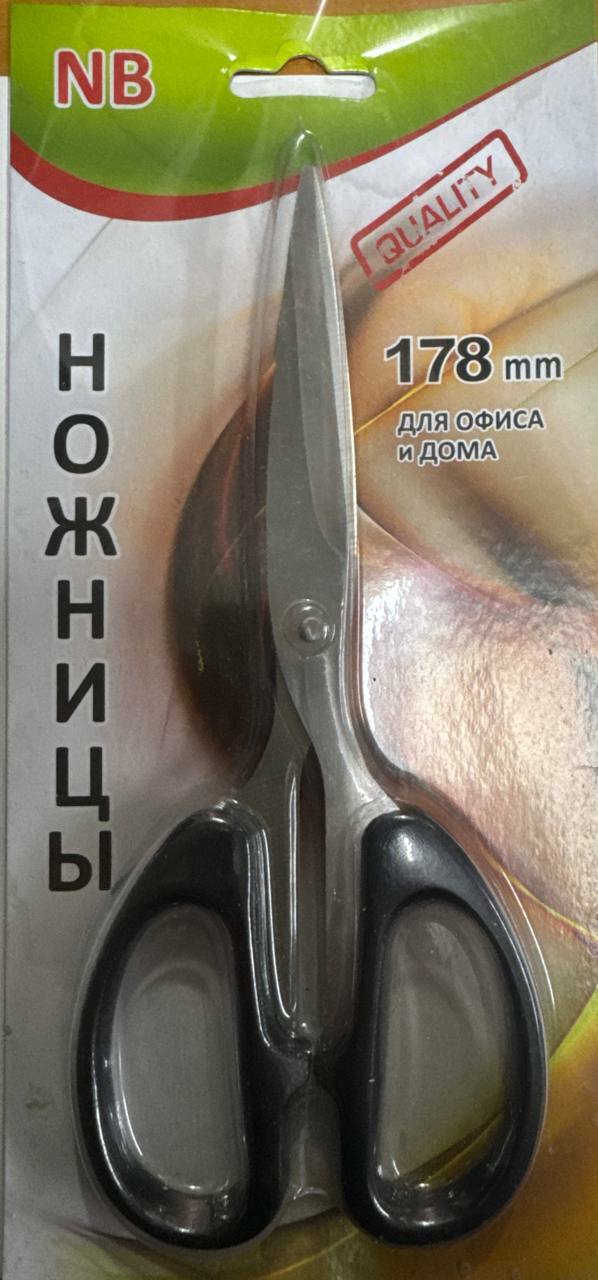 NB
QUALITY
178 mm
ДЛЯ ОФИСА
и ДОМА
НОЖНИЦЫ